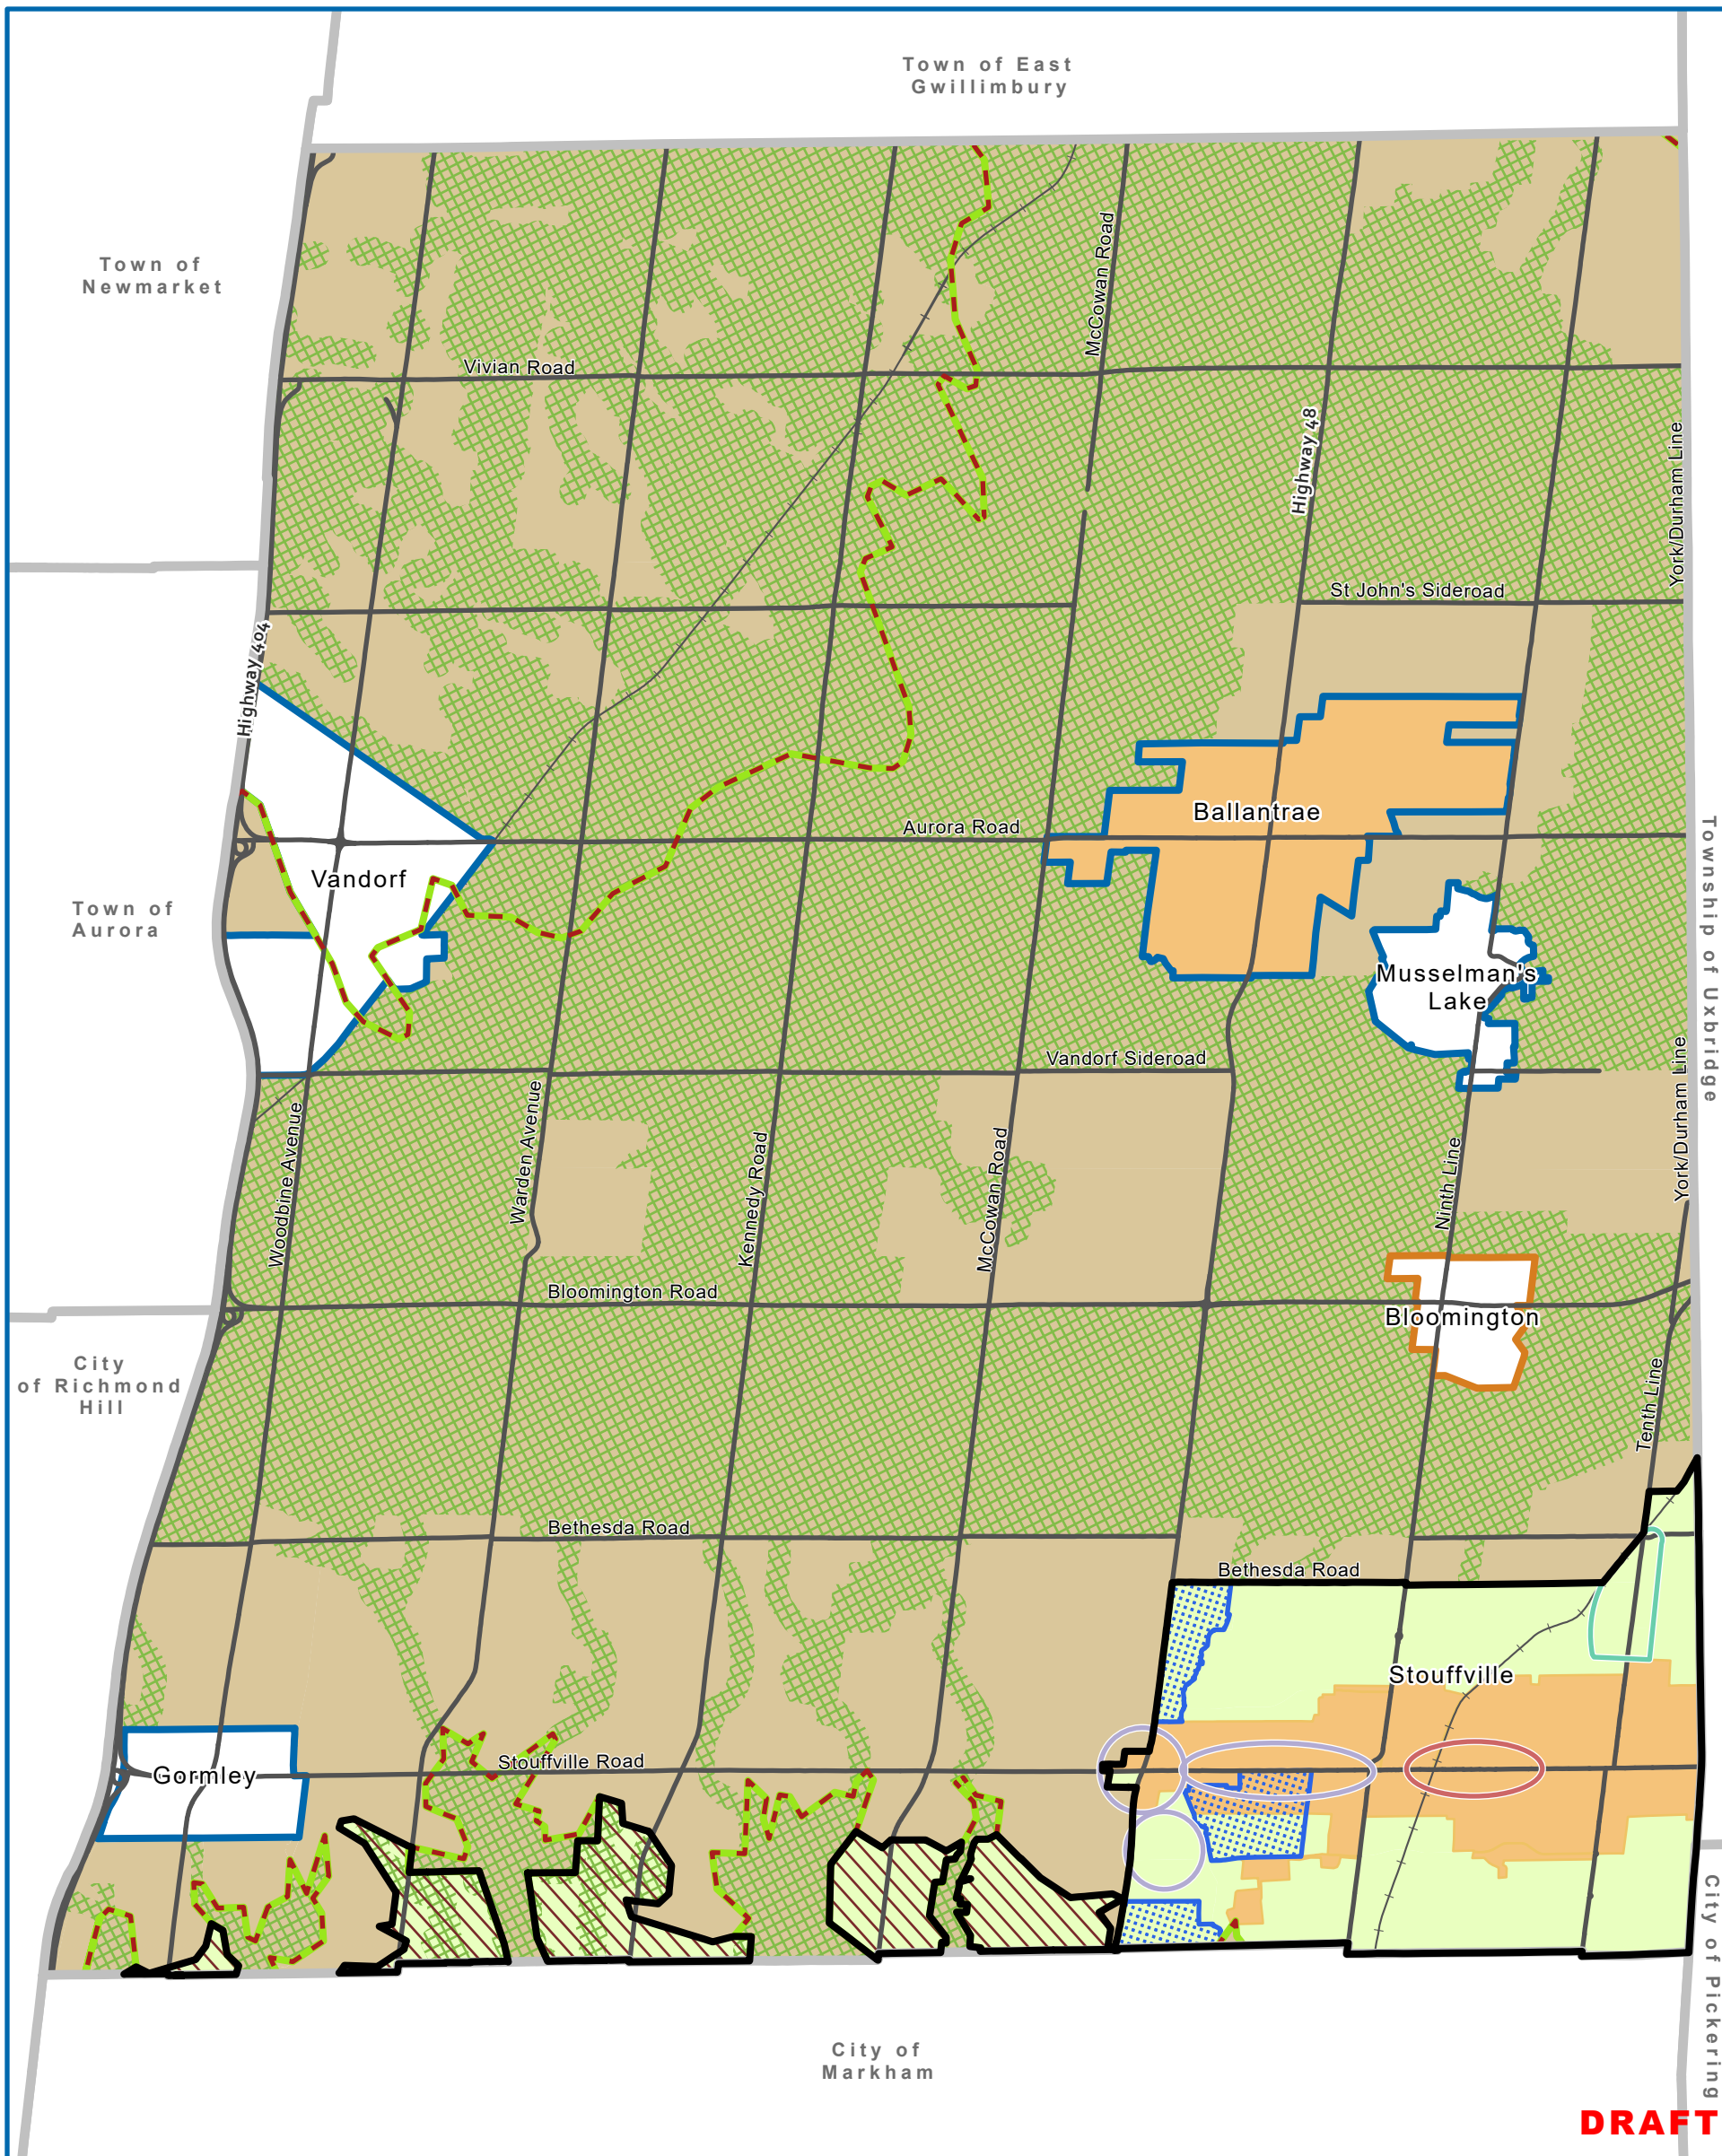 Town of East
Gwillimbury
Town of
Newmarket
McCowan Road
Vivian Road
Highway 48
York/Durham Line
St John's Sideroad
Highway 404
Ballantrae
Aurora Road
Vandorf
Town of
Aurora
Township of Uxbridge
Musselman's
Lake
Vandorf Sideroad
York/Durham Line
Woodbine Avenue
Warden Avenue
Kennedy Road
McCowan Road
Ninth Line
Bloomington Road
Bloomington
City
of Richmond
Hill
Tenth Line
Bethesda Road
Bethesda Road
Stouffville
Stouffville Road
Gormley
City of Pickering
City of
Markham
DRAFT